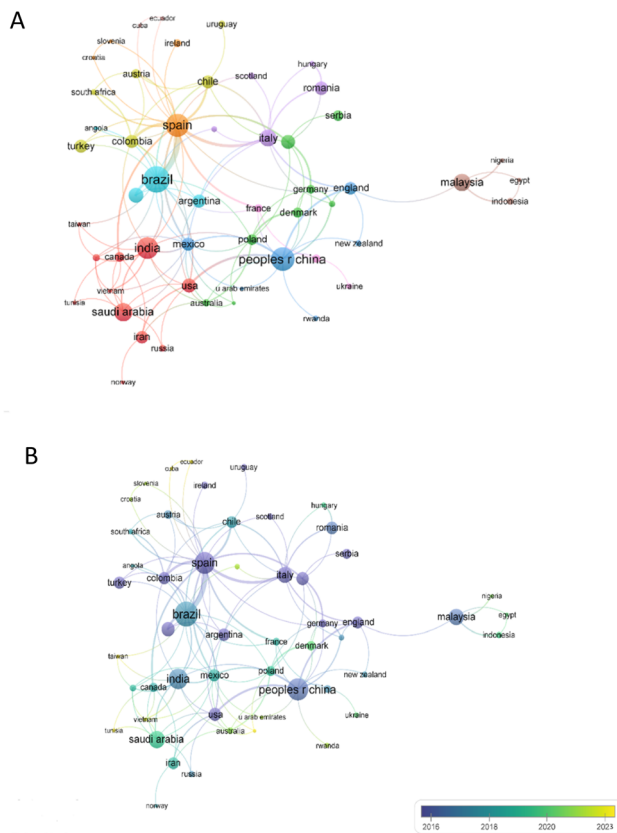 A
ecuador
cuba
uruguay
slovenia
ireland
croatia
hungary
austria
scotland
chile
romania
south africa
serbia
spain
angola
italy
turkey
colombia
nigeria
brazil
germany
england
malaysia
egypt
argentina
france
denmark
indonesia
taiwan
poland
mexico
new zealand
india
canada
peoples r china
vietnam
usa
u arab emirates
ukraine
tunisia
australia
saudi arabia
rwanda
iran
russia
norway
B
ecuador
cuba
uruguay
slovenia
ireland
croatia
hungary
austria
scotland
chile
romania
south africa
serbia
spain
angola
italy
turkey
colombia
nigeria
brazil
germany
england
malaysia
egypt
argentina
france
denmark
indonesia
taiwan
poland
mexico
new zealand
india
canada
peoples r china
vietnam
usa
u arab emirates
ukraine
tunisia
australia
saudi arabia
rwanda
iran
russia
norway
2016 2018 2020 2023